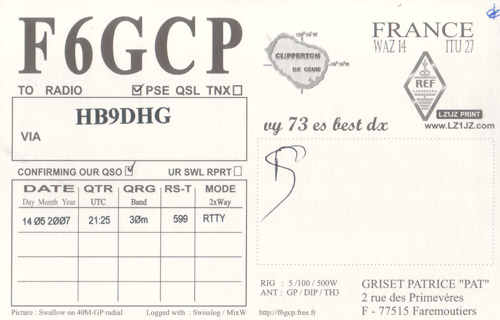 F6GCP
TO RADIO PSE QSL TNX
HB9DHG
VIA
CONFIRMING OUR QSO UR SWL RPRT
DATE QTR QRG RS-T MODE
Day Month Year UTC Band 2xWay
14 05 2007 21:25 30m 599 RTTY
Picture : Swallow on 40M-GP radial Logged with : Swisslog / MixW
CLIPPERTON
DX CLUB
FRANCE
WAZ 14 ITU 27
REF
LZ1JZ PRINT
www.LZ1JZ.com
vy 73 es best dx
RIG : 5 /100 / 500W
ANT : GP / DIP / TH3
http://f6gcp.free.fr
GRISET PATRICE "PAT"
2 rue des Primevères
F - 77515 Faremoutiers